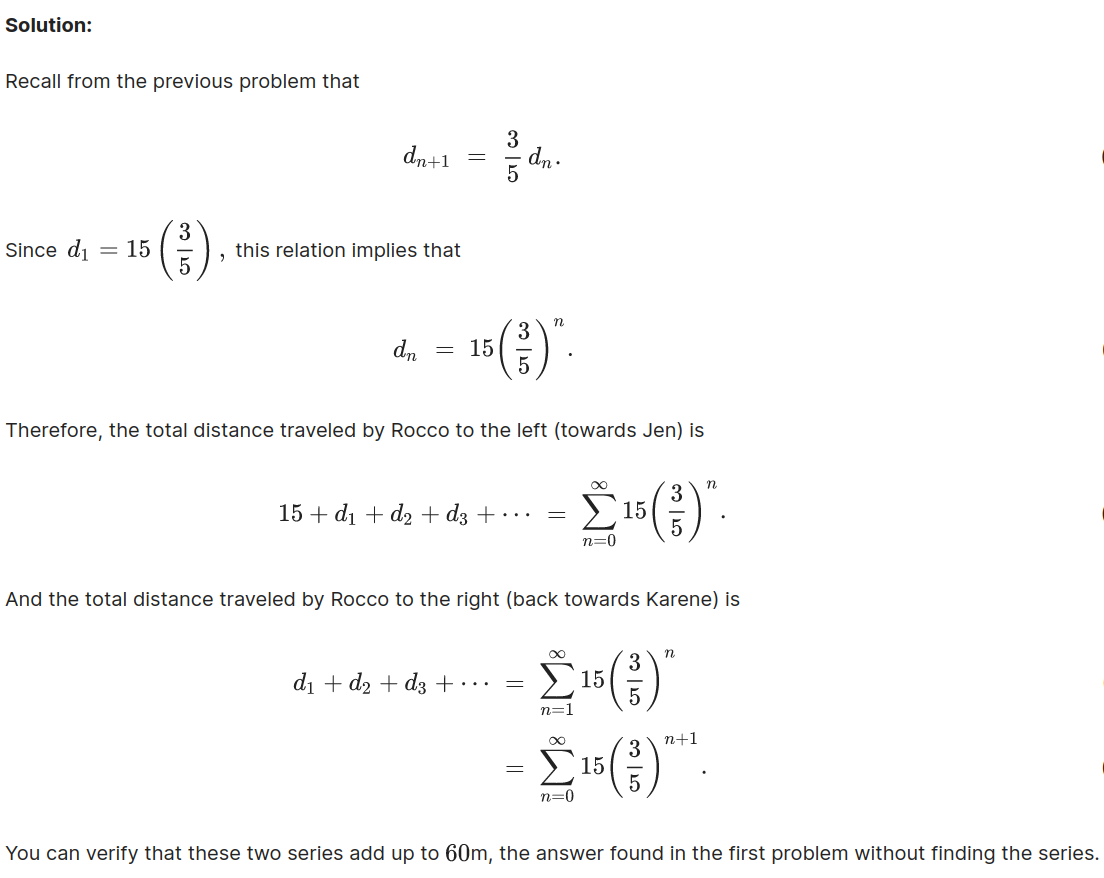 Solution:
Recall from the previous problem that
$d_{n+1} = \frac{3}{5} d_n.$
Since $d_1 = 15 \left(\frac{3}{5}\right)$, this relation implies that
$d_n = 15 \left(\frac{3}{5}\right)^n.$
Therefore, the total distance traveled by Rocco to the left (towards Jen) is
$15 + d_1 + d_2 + d_3 + \cdots = \sum_{n=0}^{\infty} 15 \left(\frac{3}{5}\right)^n.$
And the total distance traveled by Rocco to the right (back towards Karene) is
$d_1 + d_2 + d_3 + \cdots = \sum_{n=1}^{\infty} 15 \left(\frac{3}{5}\right)^n$
$= \sum_{n=0}^{\infty} 15 \left(\frac{3}{5}\right)^{n+1}.$
You can verify that these two series add up to 60m, the answer found in the first problem without finding the series.